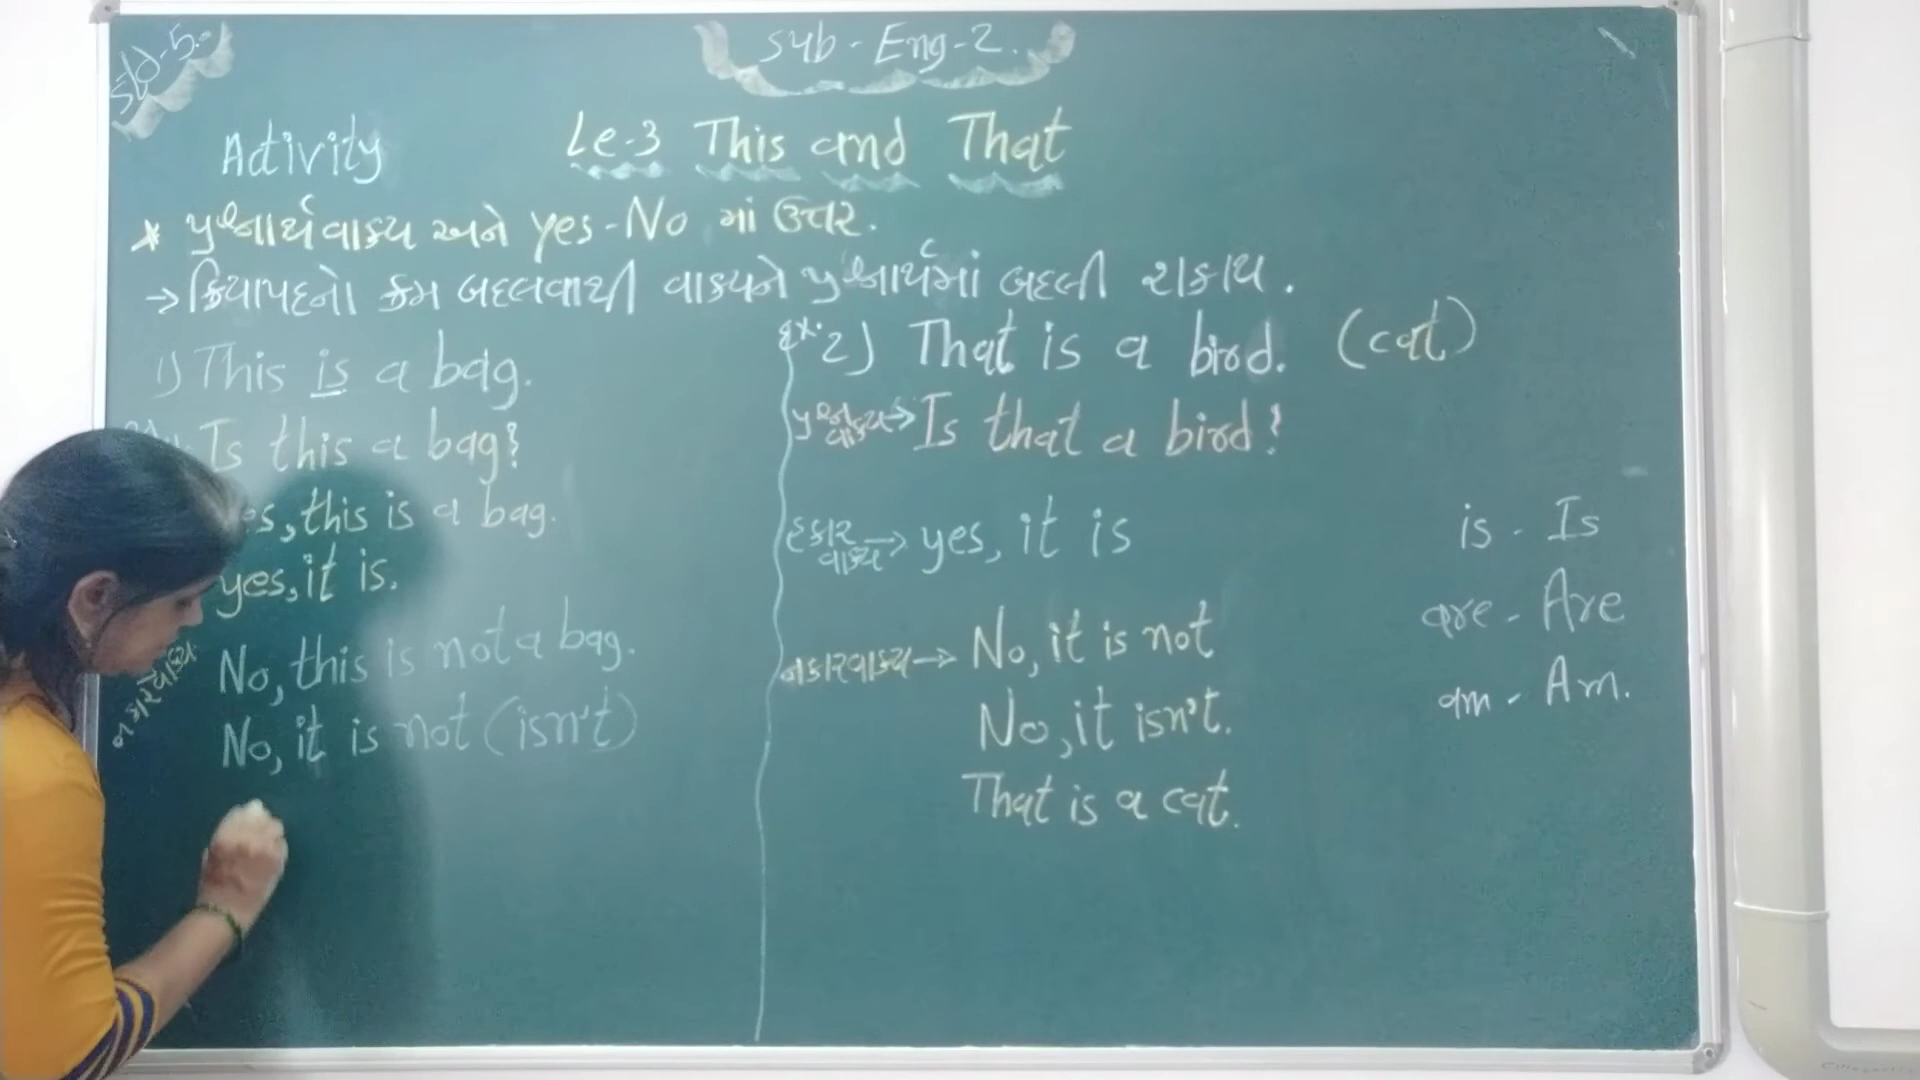 Std-5.
Sub-Eng-2.
Activity
Le-3 This and That
* પ્રશ્નાર્થવાક્ય અને yes-No માં ઉત્તર.
→ ક્રિયાપદનો ક્રમ બદલવાથી વાક્યને પ્રશ્નાર્થમાં બદલી શકાય.
1) This is a bag.
Is this a bag?
this is a bag.
yes, it is.
નકારવાક્ય
No, this is not a bag.
No, it is not (isn't)
ex. 2) That is a bird. (cat)
→ Is that a bird?
હકાર વાક્ય → yes, it is
નકારવાક્ય → No, it is not
No, it isn't.
That is a cat.
is - Is
are - Are
am - Am.